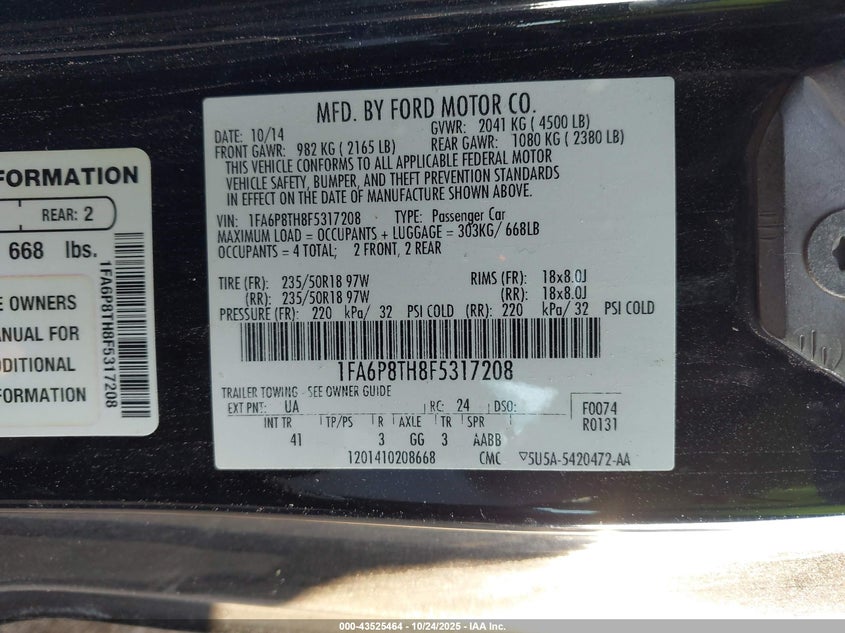 MFD. BY FORD MOTOR CO.
DATE: 10/14 GVWR: 2041 KG ( 4500 LB)
FRONT GAWR: 982 KG ( 2165 LB) REAR GAWR: 1080 KG ( 2380 LB)
THIS VEHICLE CONFORMS TO ALL APPLICABLE FEDERAL MOTOR
VEHICLE SAFETY, BUMPER, AND THEFT PREVENTION STANDARDS
IN EFFECT ON THE DATE OF MANUFACTURE SHOWN ABOVE.
VIN: 1FA6P8TH8F5317208 TYPE: Passenger Car
MAXIMUM LOAD = OCCUPANTS + LUGGAGE = 303KG/ 668LB
OCCUPANTS = 4 TOTAL; 2 FRONT, 2 REAR
TIRE (FR): 235/50R18 97W RIMS (FR): 18x8.0J
(RR): 235/50R18 97W (RR): 18x8.0J
PRESSURE (FR): 220 kPa/ 32 PSI COLD (RR): 220 kPa/ 32 PSI COLD
1FA6P8TH8F5317208
TRAILER TOWING - SEE OWNER GUIDE
EXT PNT: UA RC: 24 DSO: F0074
R0131
INT TR TP/PS R AXLE TR SPR
41 3 GG 3 AABB
1201410208668 CMC 5U5A-5420472-AA
FORMATION
REAR: 2
668 lbs.
OWNERS
ANUAL FOR
DDITIONAL
FORMATION
1FA6P8TH8F5317208
000-43525464 | 10/24/2025 - IAA Inc.